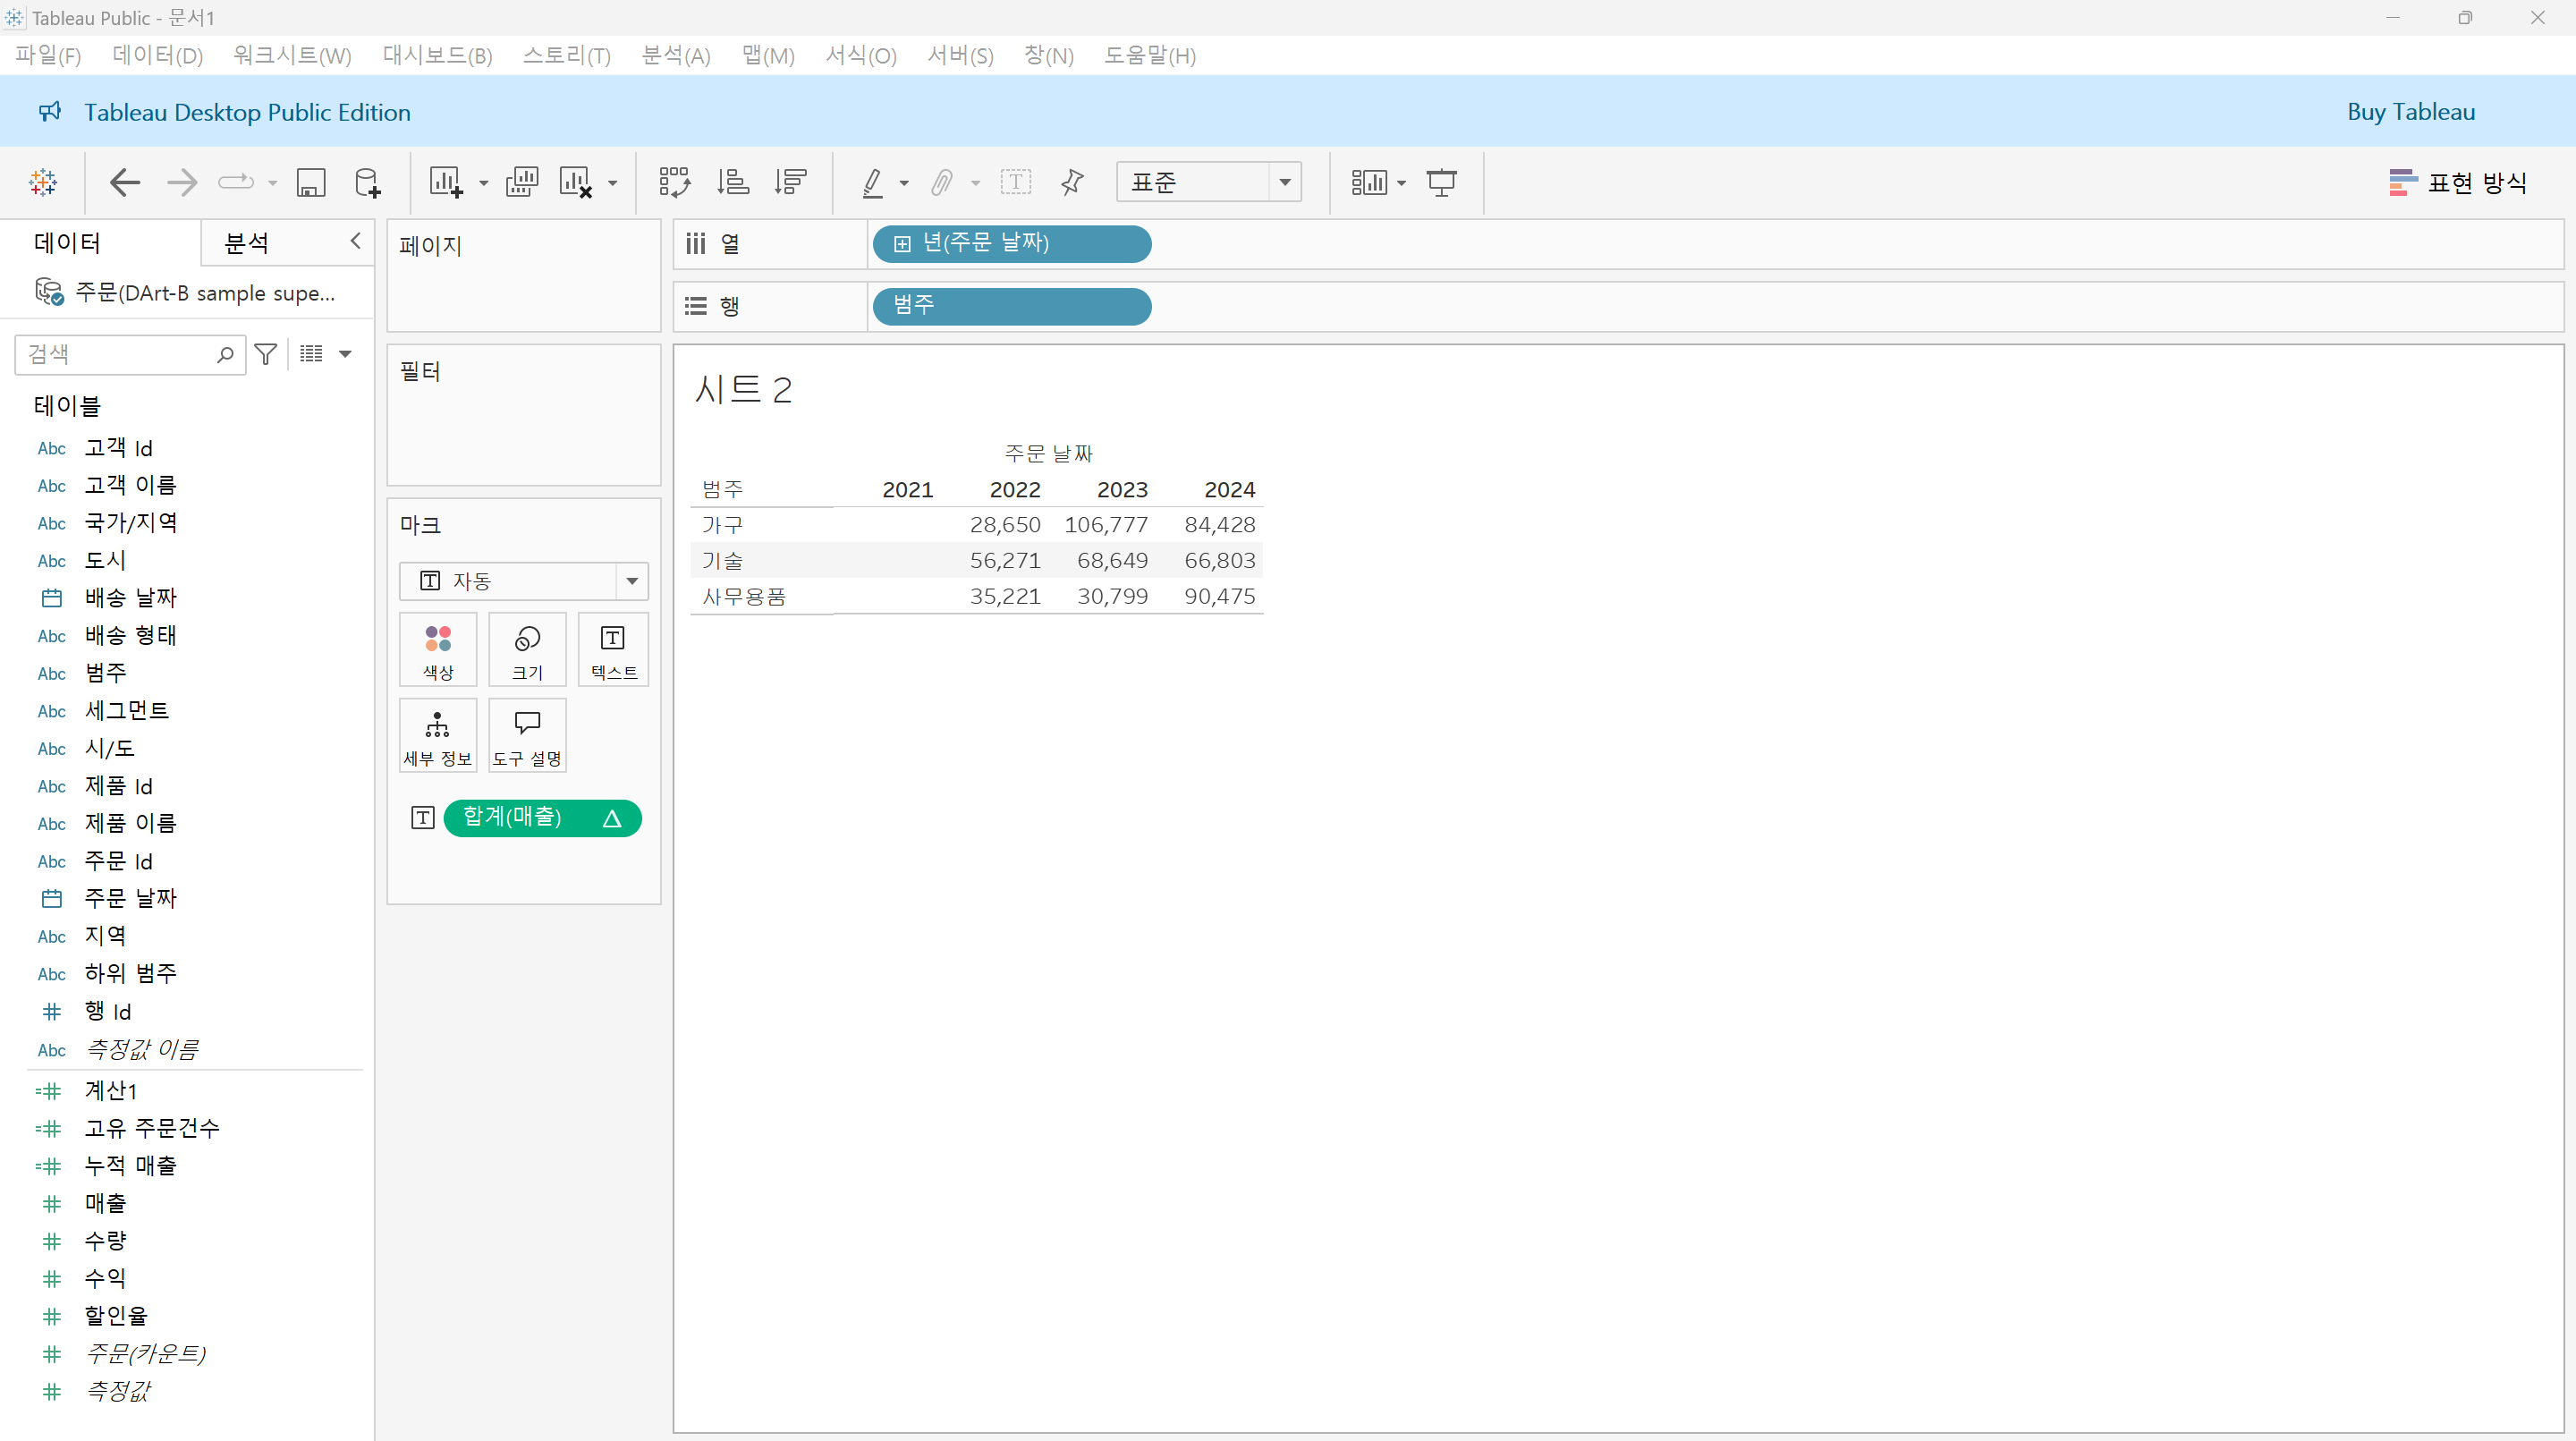 Tableau Public - 문서1
파일(F) 데이터(D) 워크시트(W) 대시보드(B) 스토리(T) 분석(A) 맵(M) 서식(O) 서버(S) 창(N) 도움말(H)
Tableau Desktop Public Edition
Buy Tableau
표준
표현 방식
데이터
분석
주문(DArt-B sample supe...
검색
테이블
Abc 고객 Id
Abc 고객 이름
Abc 국가/지역
Abc 도시
배송 날짜
Abc 배송 형태
Abc 범주
Abc 세그먼트
Abc 시/도
Abc 제품 Id
Abc 제품 이름
Abc 주문 Id
주문 날짜
Abc 지역
Abc 하위 범주
# 행 Id
Abc 측정값 이름
=# 계산1
=# 고유 주문건수
=# 누적 매출
# 매출
# 수량
# 수익
# 할인율
# 주문(카운트)
# 측정값
페이지
필터
마크
T 자동
색상
크기
T 텍스트
세부 정보
도구 설명
T 합계(매출) △
열 년(주문 날짜)
행 범주
시트 2
주문 날짜
범주 2021 2022 2023 2024
가구 28,650 106,777 84,428
기술 56,271 68,649 66,803
사무용품 35,221 30,799 90,475